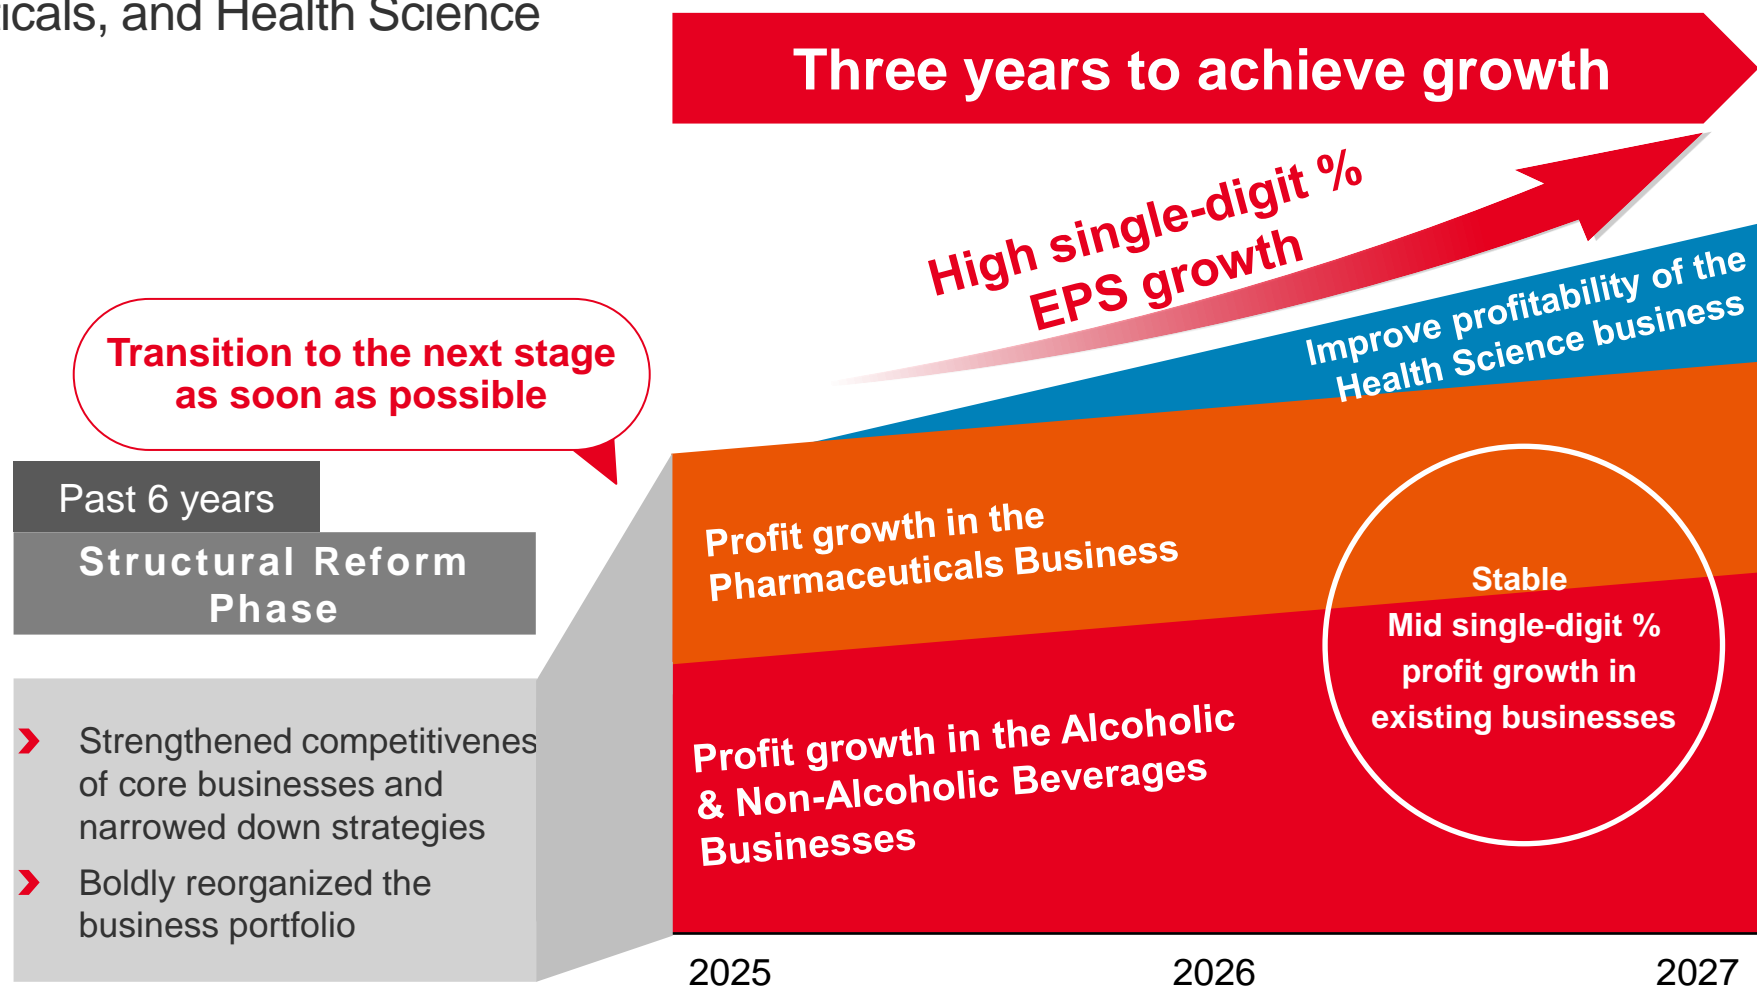 ticals, and Health Science
Three years to achieve growth
High single-digit %
EPS growth
Improve profitability of the
Health Science business
Transition to the next stage
as soon as possible
Past 6 years
Structural Reform
Phase
Strengthened competitivenes
of core businesses and
narrowed down strategies
Boldly reorganized the
business portfolio
Profit growth in the
Pharmaceuticals Business
Profit growth in the Alcoholic
& Non-Alcoholic Beverages
Businesses
Stable
Mid single-digit %
profit growth in
existing businesses
2025
2026
2027